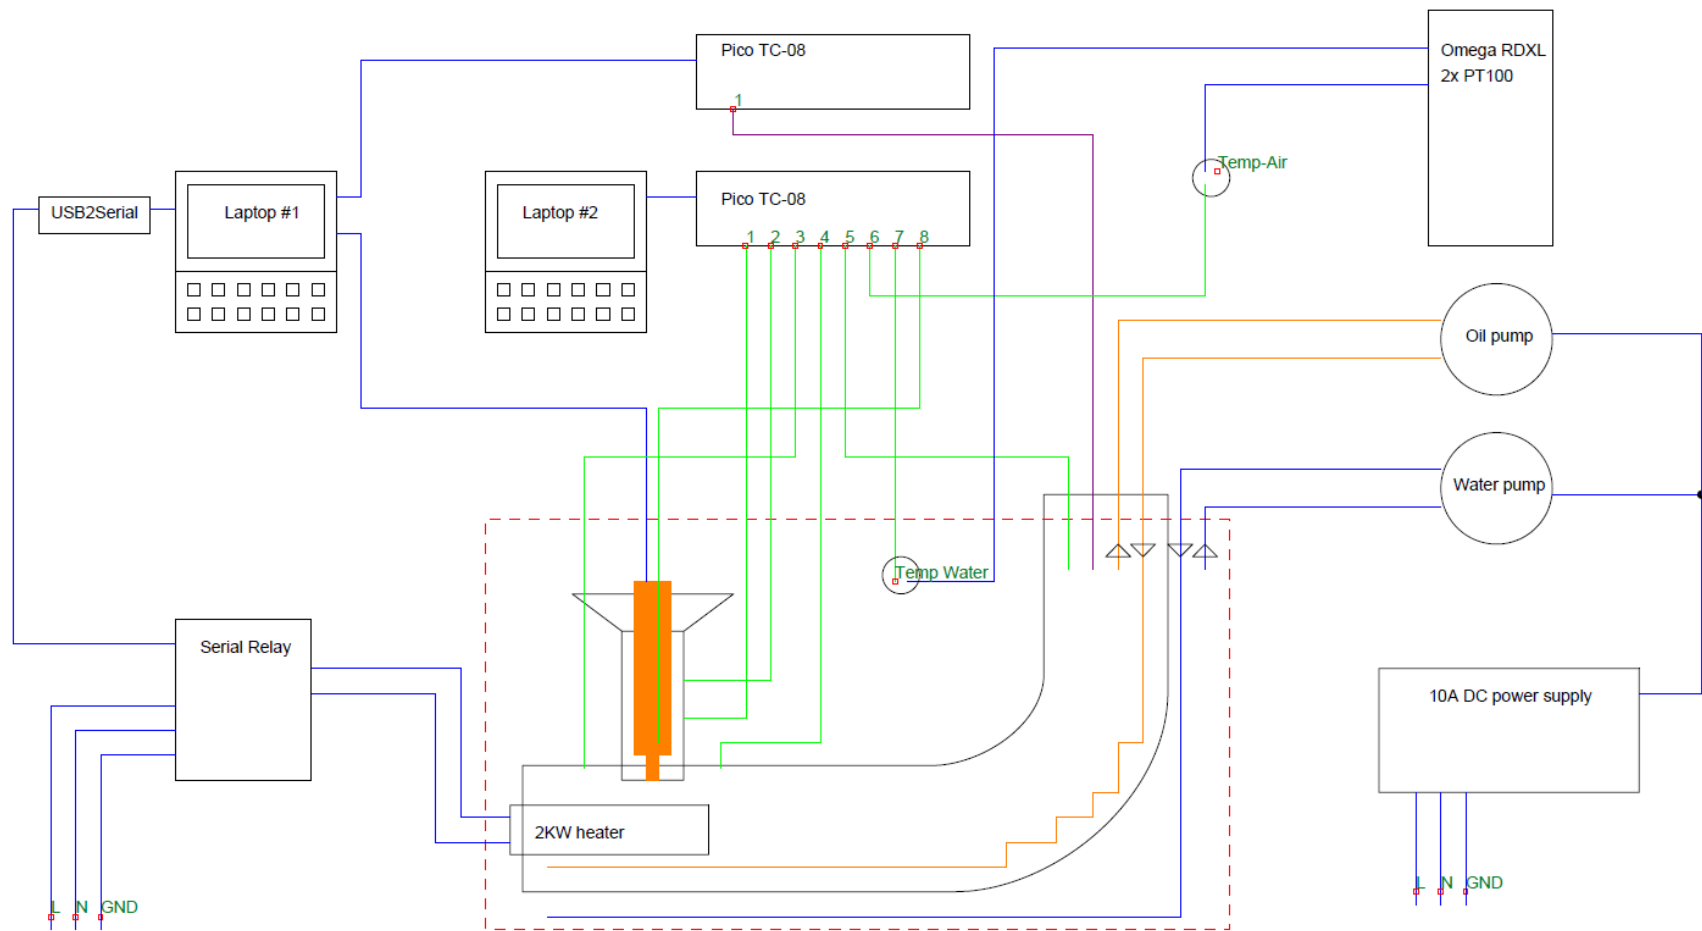 Pico TC-08
1
Omega RDXL
2x PT100
Temp-Air
USB2Serial
Laptop #1
Laptop #2
Pico TC-08
1 2 3 4 5 6 7 8
Oil pump
Water pump
Temp Water
Serial Relay
10A DC power supply
2KW heater
L N GND
L N GND